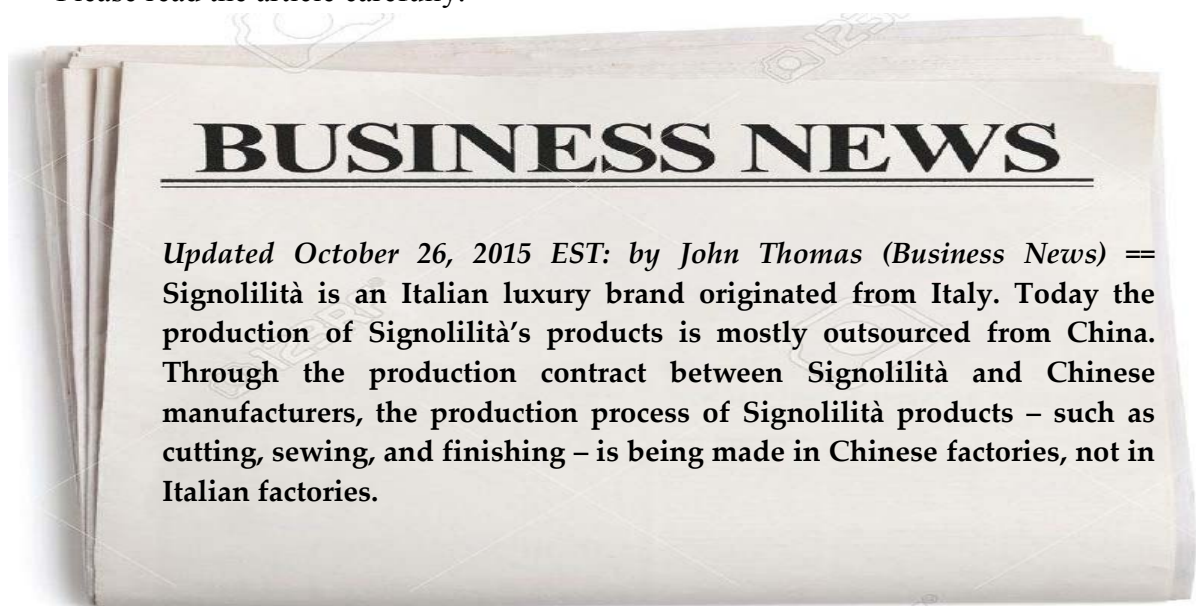 Please read the article carefully.
BUSINESS NEWS
Updated October 26, 2015 EST: by John Thomas (Business News) ==
Signolilità is an Italian luxury brand originated from Italy. Today the
production of Signolilità’s products is mostly outsourced from China.
Through the production contract between Signolilità and Chinese
manufacturers, the production process of Signolilità products – such as
cutting, sewing, and finishing – is being made in Chinese factories, not in
Italian factories.
123RF
123RF